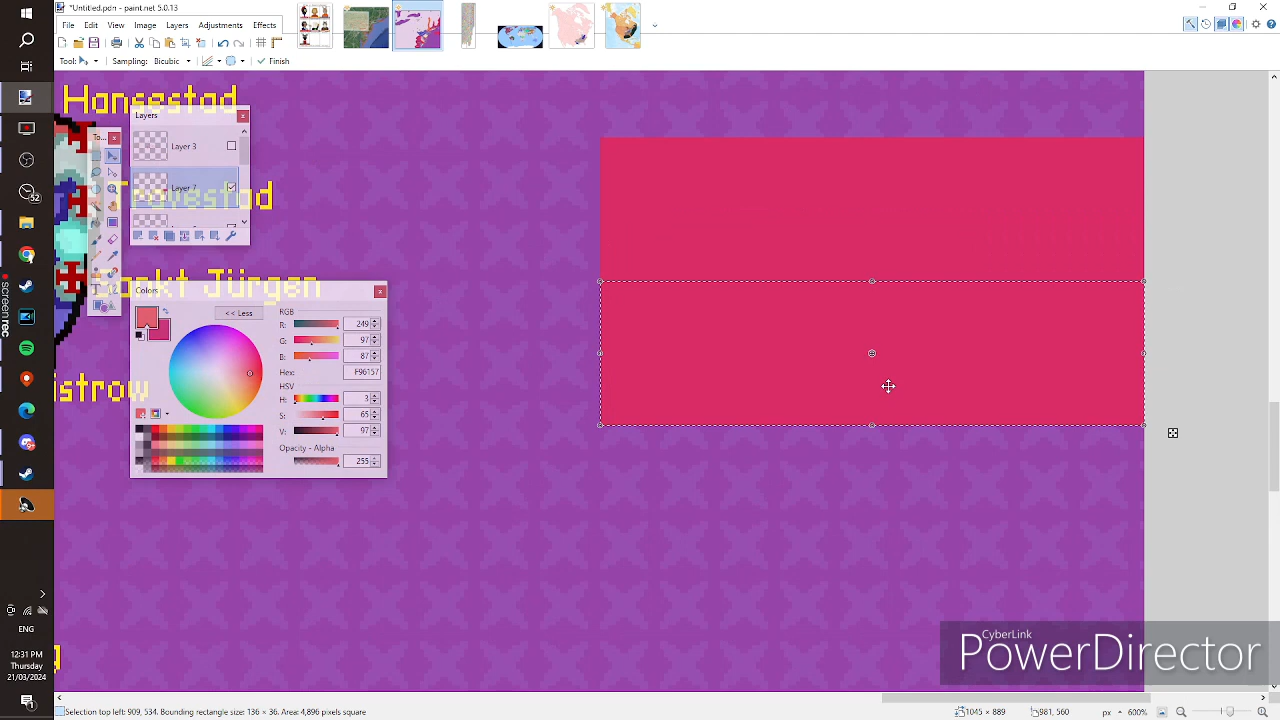 "Untitled.pdn - paint.net 5.0.13
File Edit View Image Layers Adjustments Effects
Tool: Sampling: Bicubic Finish
Hansestad
Layers
Layer 3
Layer 7
Travestad
Sankt Jürgen
Colors
<< Less
RGB
R: 249
G: 97
B: 87
Hex: F96157
HSV
H: 3
S: 65
V: 97
Opacity - Alpha
255
istrow
ENG
12:31 PM
Thursday
21/03/2024
CyberLink
PowerDirector
Selection top left: 909, 534. Bounding rectangle size: 136 × 36. Area: 4,896 pixels square
1045 × 889
981, 560
px
600%